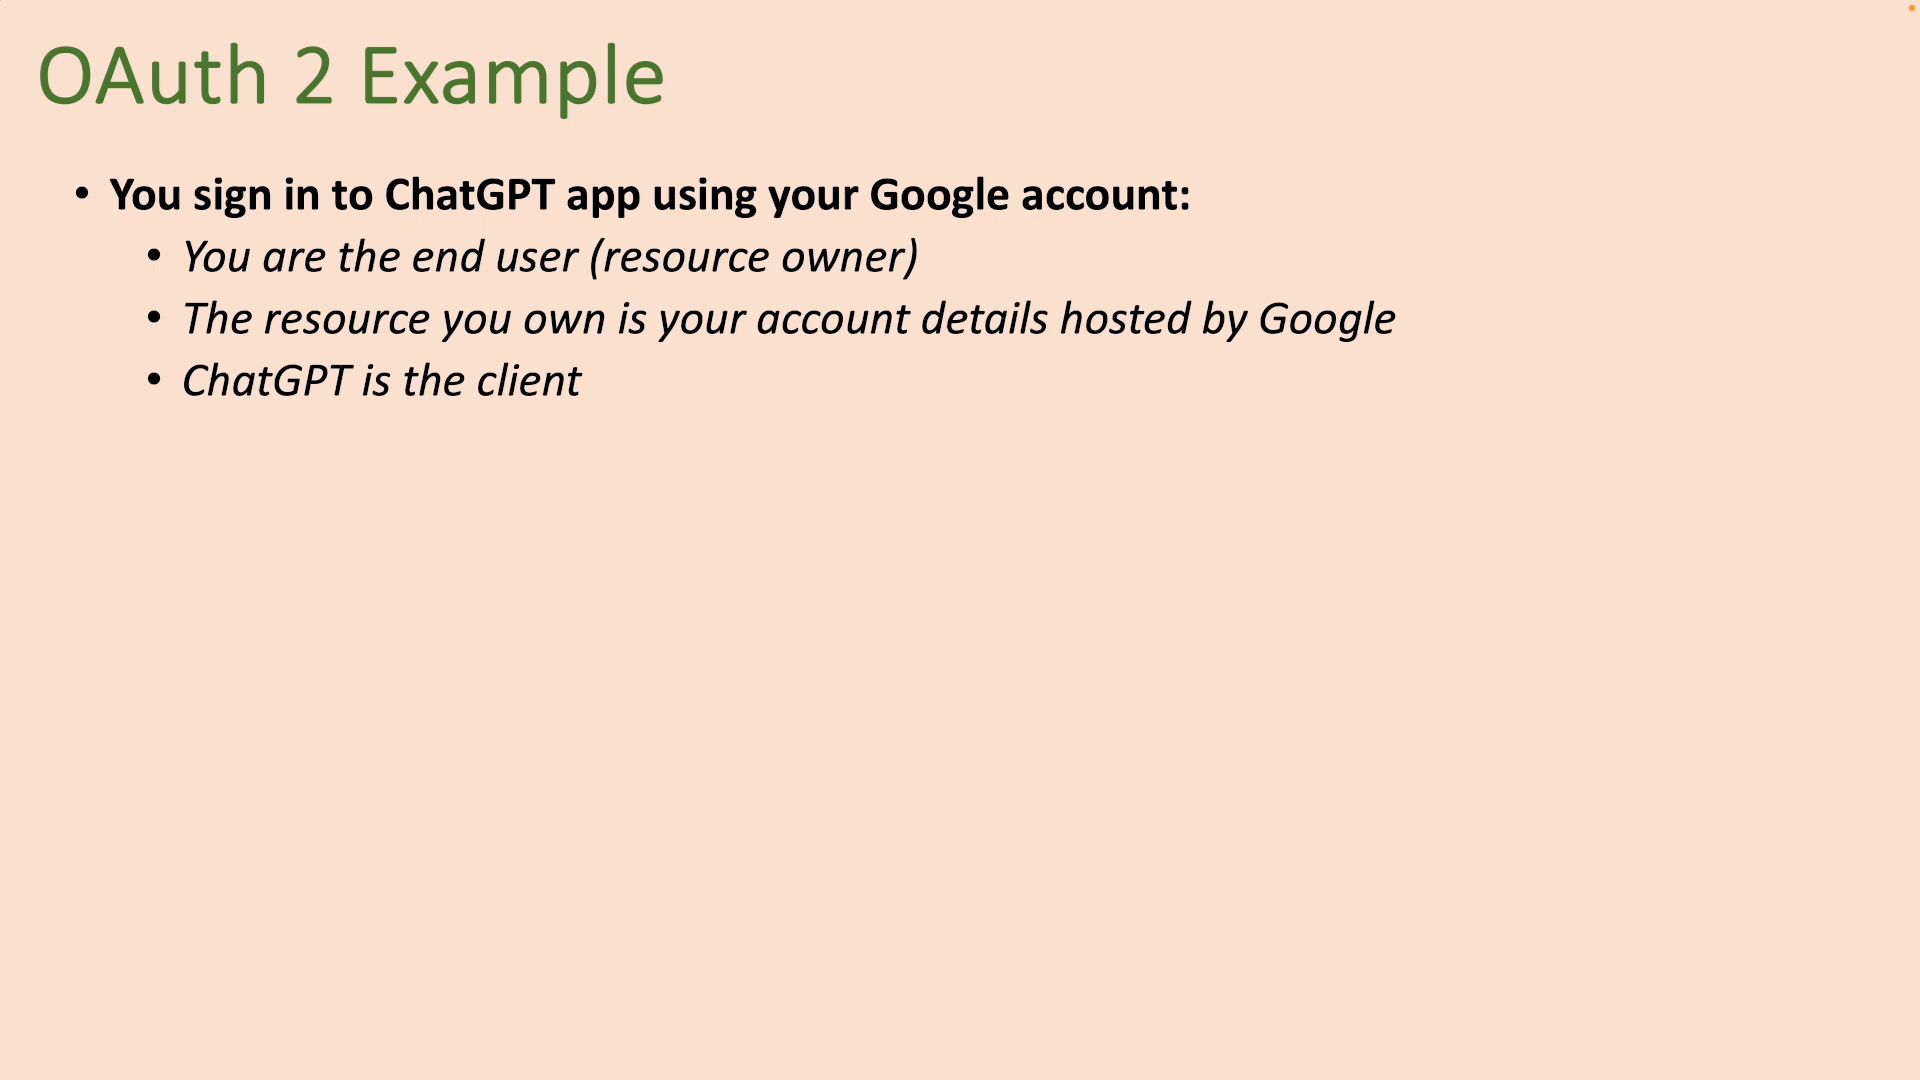 OAuth 2 Example
• You sign in to ChatGPT app using your Google account:
• You are the end user (resource owner)
• The resource you own is your account details hosted by Google
• ChatGPT is the client